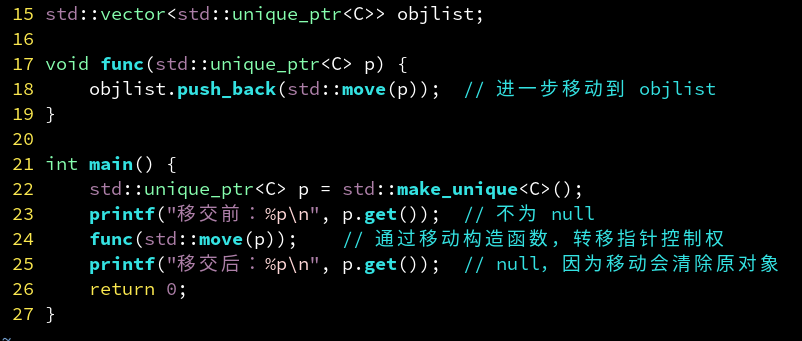 15 std::vector<std::unique_ptr<C>> objlist;
16
17 void func(std::unique_ptr<C> p) {
18     objlist.push_back(std::move(p));  // 进一步移动到 objlist
19 }
20
21 int main() {
22     std::unique_ptr<C> p = std::make_unique<C>();
23     printf("移交前：%p\n", p.get());  // 不为 null
24     func(std::move(p));    // 通过移动构造函数，转移指针控制权
25     printf("移交后：%p\n", p.get());  // null，因为移动会清除原对象
26     return 0;
27 }
~